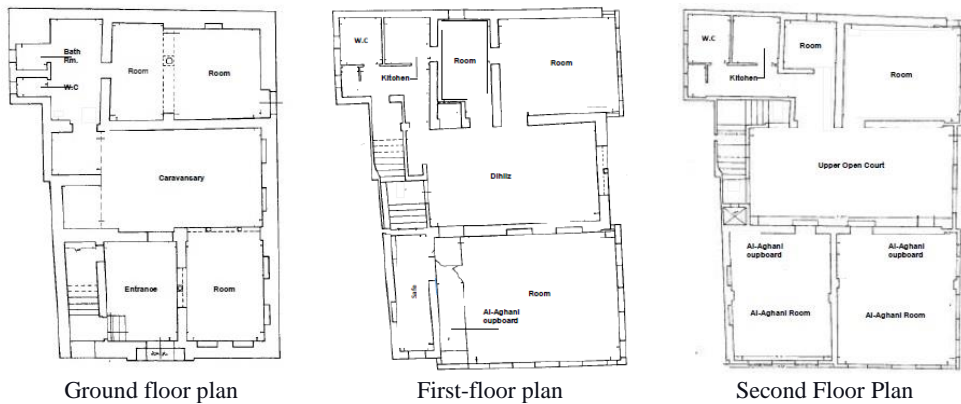 Bath
Rm.
W.C
Room
Room
Caravansary
Entrance
Room
Ground floor plan
W.C
Kitchen
Room
Room
Dihliz
Safe
Room
Al-Aghani
cupboard
First-floor plan
W.C
Kitchen
Room
Room
Upper Open Court
Al-Aghani
cupboard
Al-Aghani
cupboard
Al-Aghani Room
Al-Aghani Room
Second Floor Plan